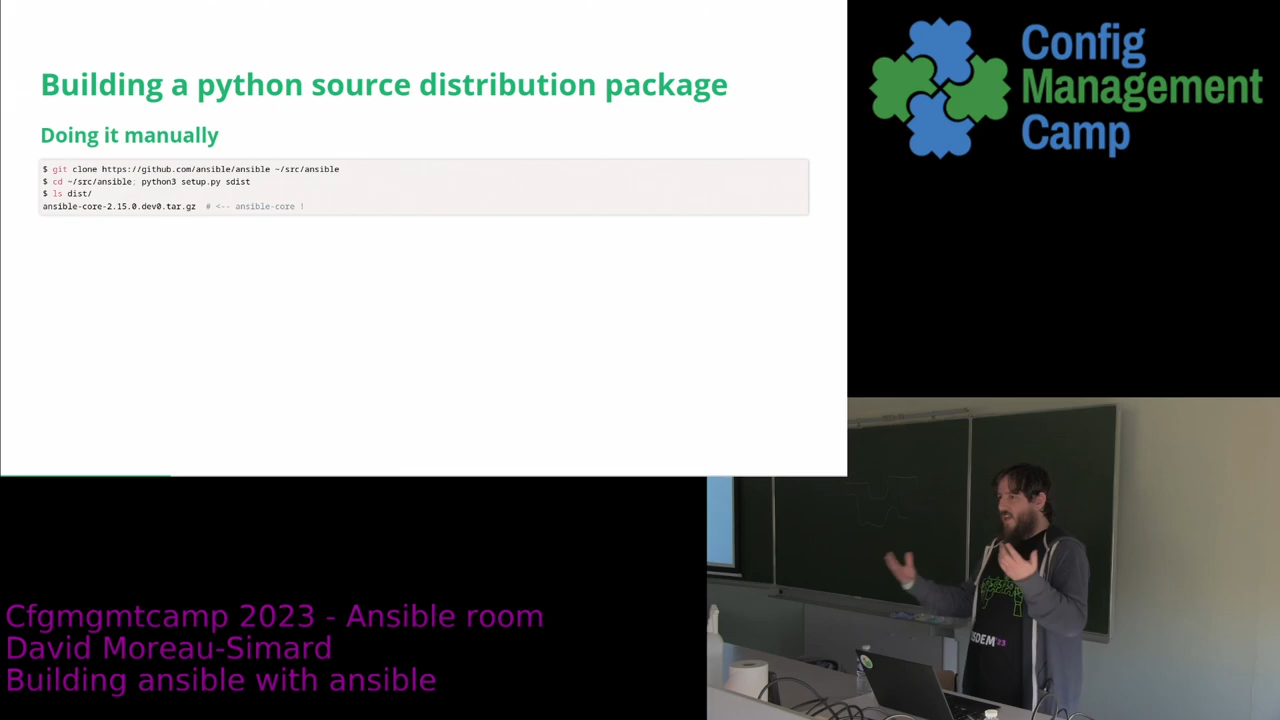 Building a python source distribution package
Doing it manually
$ git clone https://github.com/ansible/ansible ~/src/ansible
$ cd ~/src/ansible; python3 setup.py sdist
$ ls dist/
ansible-core-2.15.0.dev0.tar.gz # <-- ansible-core !
Config
Management
Camp
SDEM'23
Cfgmgmtcamp 2023 - Ansible room
David Moreau-Simard
Building ansible with ansible